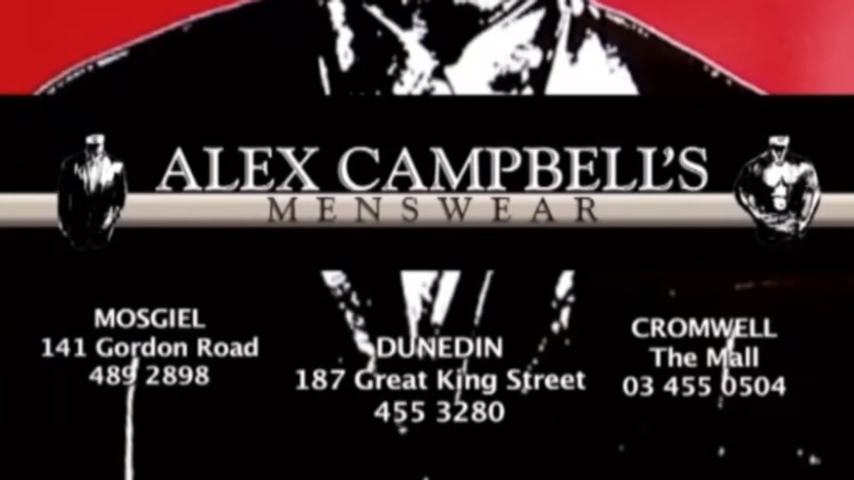 ALEX CAMPBELL'S
MENSWEAR
MOSGIEL
141 Gordon Road
489 2898
DUNEDIN
187 Great King Street
455 3280
CROMWELL
The Mall
03 455 0504